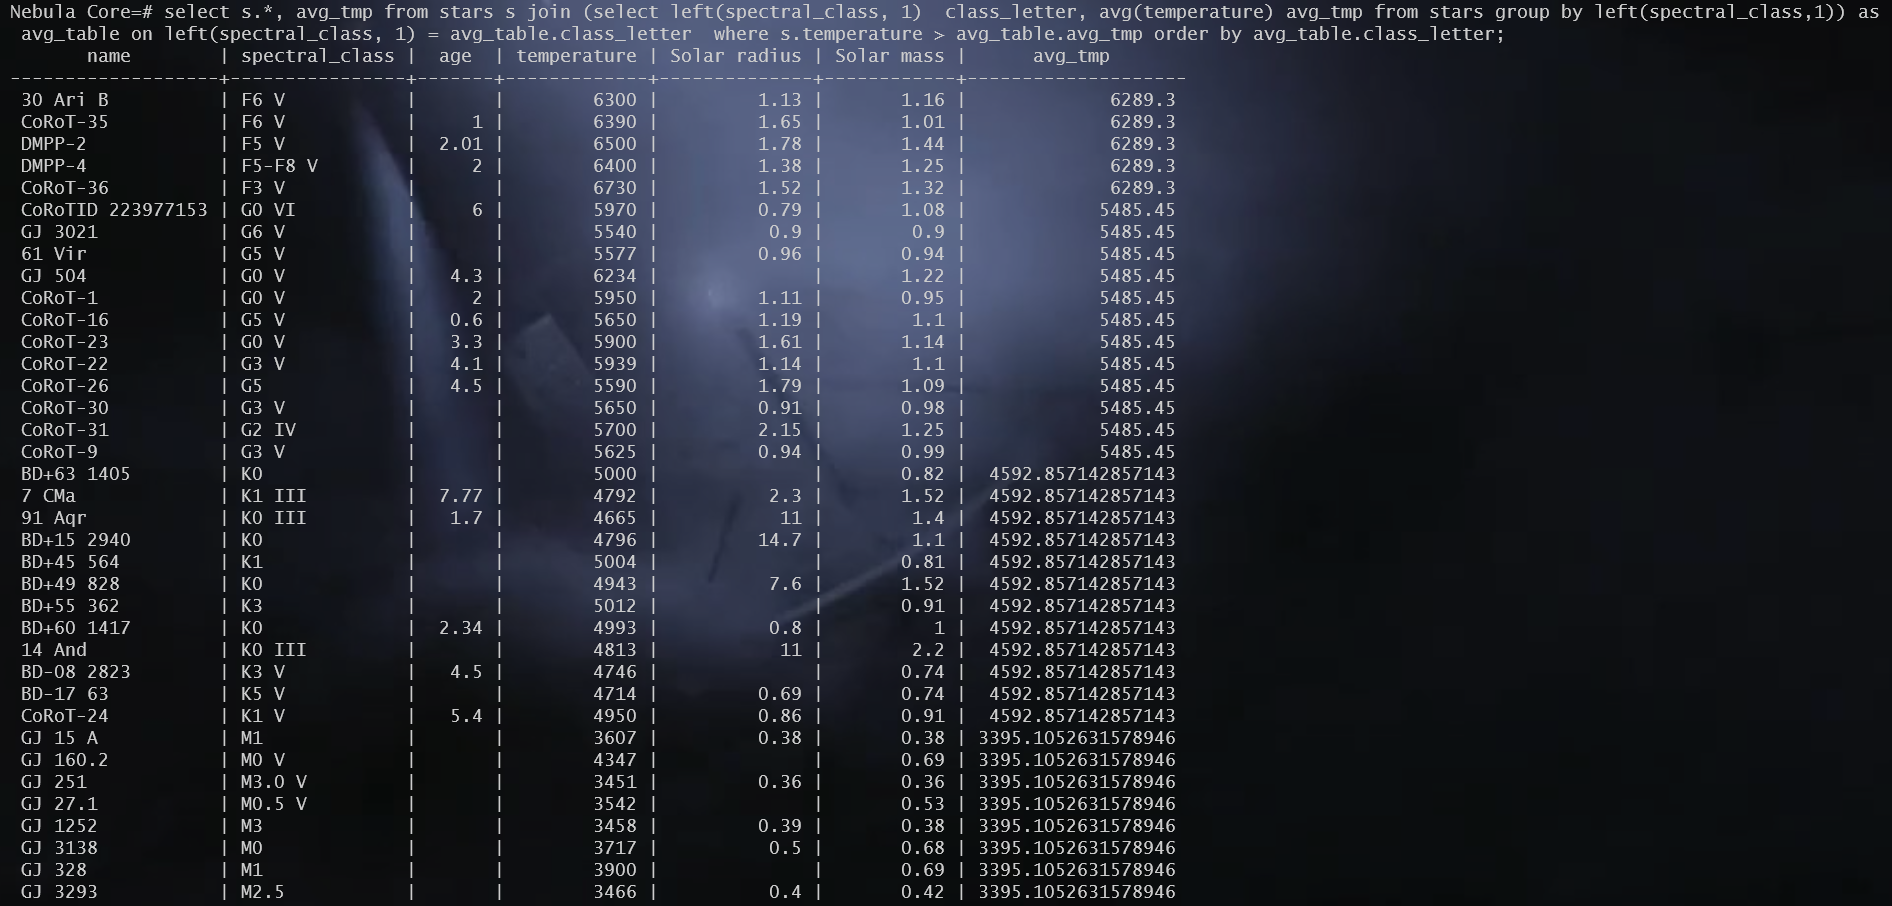 Nebula Core=# select s.*, avg_tmp from stars s join (select left(spectral_class, 1)  class_letter, avg(temperature) avg_tmp from stars group by left(spectral_class,1)) as
 avg_table on left(spectral_class, 1) = avg_table.class_letter  where s.temperature > avg_table.avg_tmp order by avg_table.class_letter;
       name        | spectral_class |  age  | temperature | Solar radius | Solar mass |      avg_tmp
-------------------+----------------+-------+-------------+--------------+------------+--------------------
 30 Ari B          | F6 V           |       |        6300 |         1.13 |       1.16 |             6289.3
 CoRoT-35          | F6 V           |     1 |        6390 |         1.65 |       1.01 |             6289.3
 DMPP-2            | F5 V           |  2.01 |        6500 |         1.78 |       1.44 |             6289.3
 DMPP-4            | F5-F8 V        |     2 |        6400 |         1.38 |       1.25 |             6289.3
 CoRoT-36          | F3 V           |       |        6730 |         1.52 |       1.32 |             6289.3
 CoRoTID 223977153 | G0 VI          |     6 |        5970 |         0.79 |       1.08 |            5485.45
 GJ 3021           | G6 V           |       |        5540 |          0.9 |        0.9 |            5485.45
 61 Vir            | G5 V           |       |        5577 |         0.96 |       0.94 |            5485.45
 GJ 504            | G0 V           |   4.3 |        6234 |              |       1.22 |            5485.45
 CoRoT-1           | G0 V           |     2 |        5950 |         1.11 |       0.95 |            5485.45
 CoRoT-16          | G5 V           |   0.6 |        5650 |         1.19 |        1.1 |            5485.45
 CoRoT-23          | G0 V           |   3.3 |        5900 |         1.61 |       1.14 |            5485.45
 CoRoT-22          | G3 V           |   4.1 |        5939 |         1.14 |        1.1 |            5485.45
 CoRoT-26          | G5             |   4.5 |        5590 |         1.79 |       1.09 |            5485.45
 CoRoT-30          | G3 V           |       |        5650 |         0.91 |       0.98 |            5485.45
 CoRoT-31          | G2 IV          |       |        5700 |         2.15 |       1.25 |            5485.45
 CoRoT-9           | G3 V           |       |        5625 |         0.94 |       0.99 |            5485.45
 BD+63 1405        | K0             |       |        5000 |              |       0.82 |  4592.857142857143
 7 CMa             | K1 III         |  7.77 |        4792 |          2.3 |       1.52 |  4592.857142857143
 91 Aqr            | K0 III         |   1.7 |        4665 |           11 |        1.4 |  4592.857142857143
 BD+15 2940        | K0             |       |        4796 |         14.7 |        1.1 |  4592.857142857143
 BD+45 564         | K1             |       |        5004 |              |       0.81 |  4592.857142857143
 BD+49 828         | K0             |       |        4943 |          7.6 |       1.52 |  4592.857142857143
 BD+55 362         | K3             |       |        5012 |              |       0.91 |  4592.857142857143
 BD+60 1417        | K0             |  2.34 |        4993 |          0.8 |          1 |  4592.857142857143
 14 And            | K0 III         |       |        4813 |           11 |        2.2 |  4592.857142857143
 BD-08 2823        | K3 V           |   4.5 |        4746 |              |       0.74 |  4592.857142857143
 BD-17 63          | K5 V           |       |        4714 |         0.69 |       0.74 |  4592.857142857143
 CoRoT-24          | K1 V           |   5.4 |        4950 |         0.86 |       0.91 |  4592.857142857143
 GJ 15 A           | M1             |       |        3607 |         0.38 |       0.38 | 3395.1052631578946
 GJ 160.2          | M0 V           |       |        4347 |              |       0.69 | 3395.1052631578946
 GJ 251            | M3.0 V         |       |        3451 |         0.36 |       0.36 | 3395.1052631578946
 GJ 27.1           | M0.5 V         |       |        3542 |              |       0.53 | 3395.1052631578946
 GJ 1252           | M3             |       |        3458 |         0.39 |       0.38 | 3395.1052631578946
 GJ 3138           | M0             |       |        3717 |          0.5 |       0.68 | 3395.1052631578946
 GJ 328            | M1             |       |        3900 |              |       0.69 | 3395.1052631578946
 GJ 3293           | M2.5           |       |        3466 |          0.4 |       0.42 | 3395.1052631578946